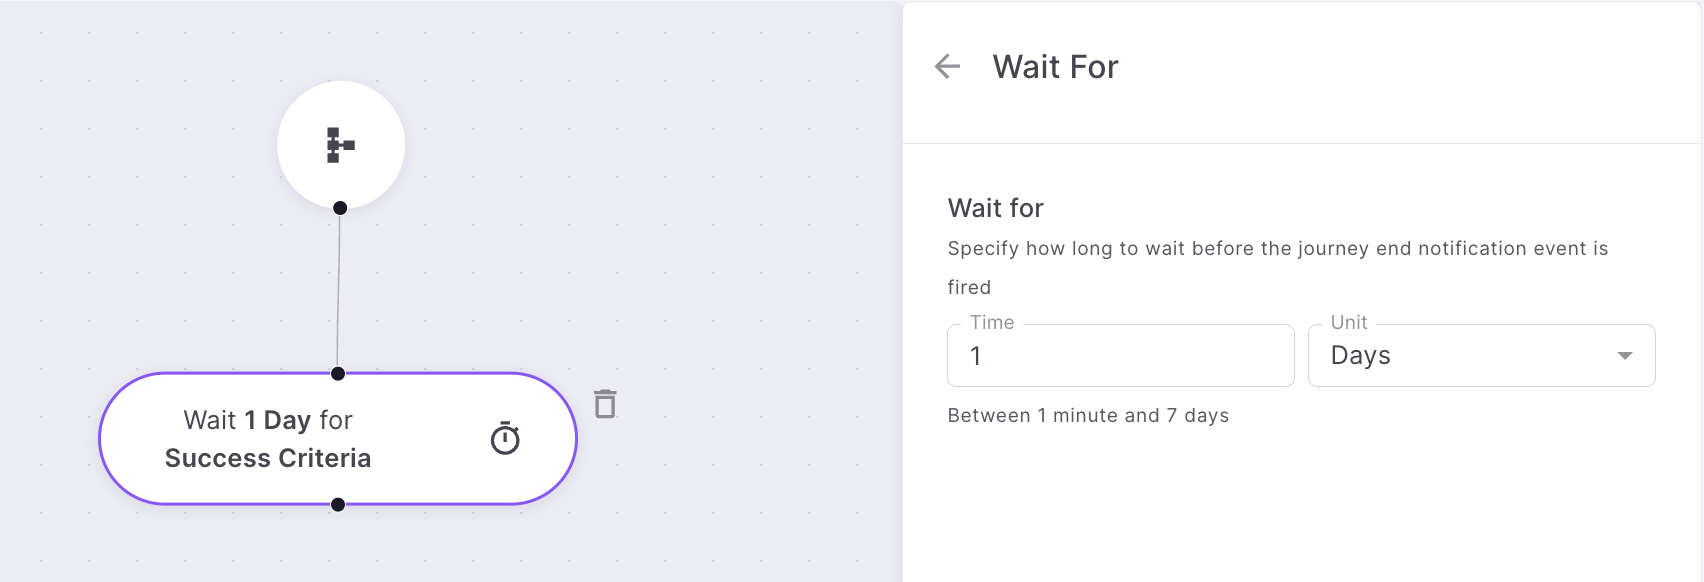 Wait 1 Day for
Success Criteria
Wait For
Wait for
Specify how long to wait before the journey end notification event is
fired
Time
1
Unit
Days
Between 1 minute and 7 days